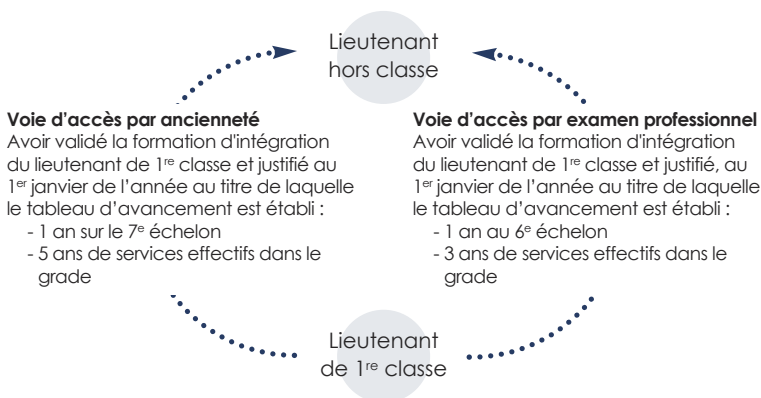 Lieutenant
hors classe
Voie d’accès par ancienneté
Avoir validé la formation d'intégration
du lieutenant de 1re classe et justifié au
1er janvier de l’année au titre de laquelle
le tableau d’avancement est établi :
- 1 an sur le 7e échelon
- 5 ans de services effectifs dans le
grade
Voie d’accès par examen professionnel
Avoir validé la formation d'intégration
du lieutenant de 1re classe et justifié, au
1er janvier de l’année au titre de laquelle
le tableau d’avancement est établi :
- 1 an au 6e échelon
- 3 ans de services effectifs dans le
grade
Lieutenant
de 1re classe